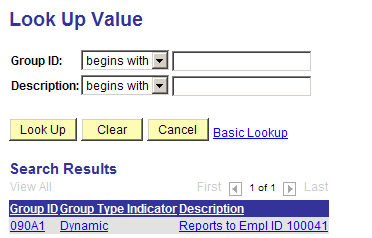 Look Up Value
Group ID: begins with
Description: begins with
Look Up Clear Cancel Basic Lookup
Search Results
View All First 1 of 1 Last
Group ID Group Type Indicator Description
090A1 Dynamic Reports to Empl ID 100041